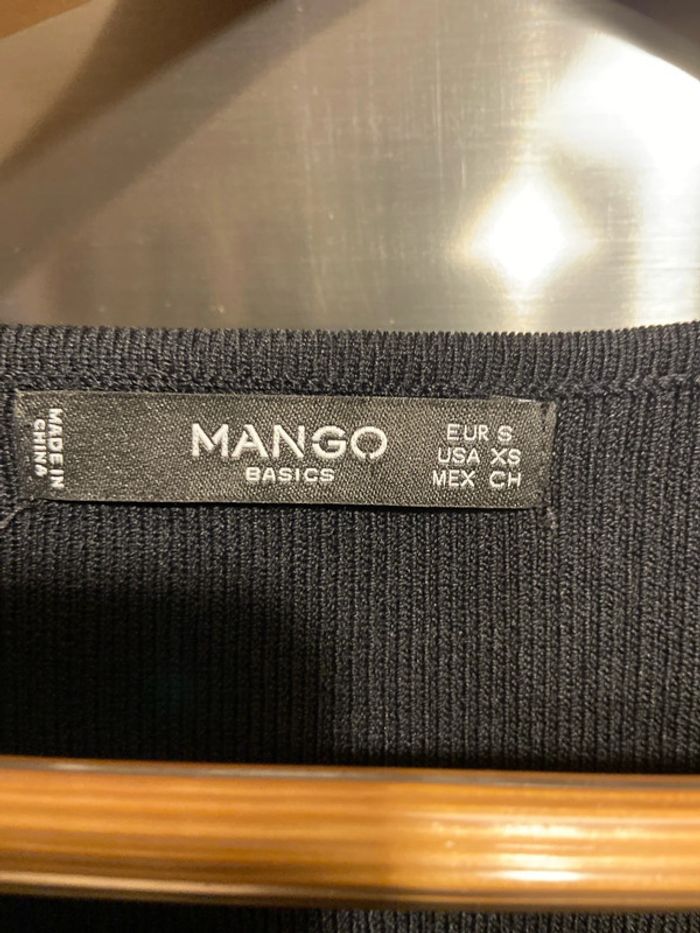 MADE IN
CHINA
MANGO
BASICS
EUR S
USA XS
MEX CH